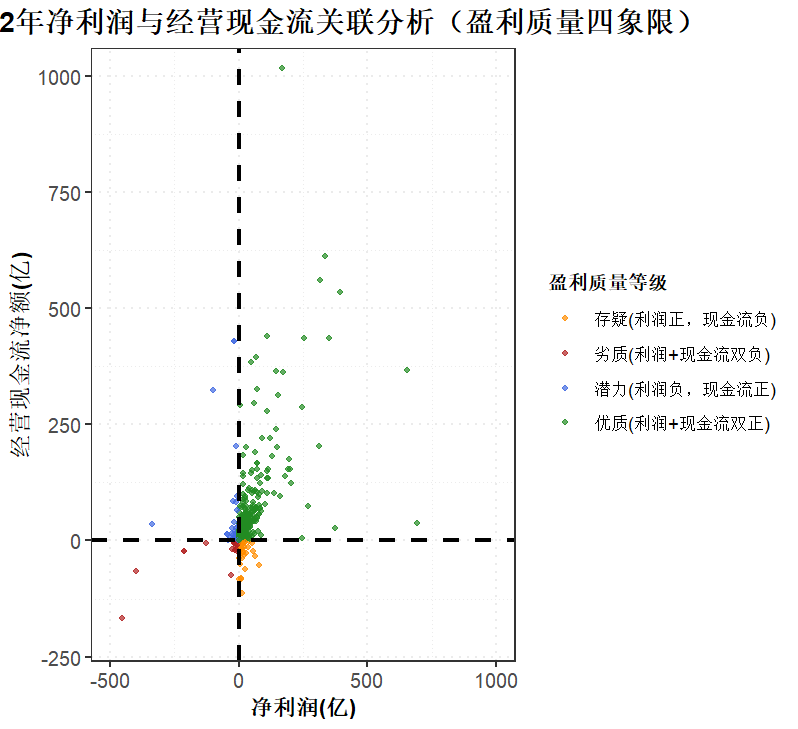 2年净利润与经营现金流关联分析（盈利质量四象限）
1000
750
500
250
0
-250
经营现金流净额(亿)
-500
0
500
1000
净利润(亿)
盈利质量等级
存疑(利润正，现金流负)
劣质(利润+现金流双负)
潜力(利润负，现金流正)
优质(利润+现金流双正)